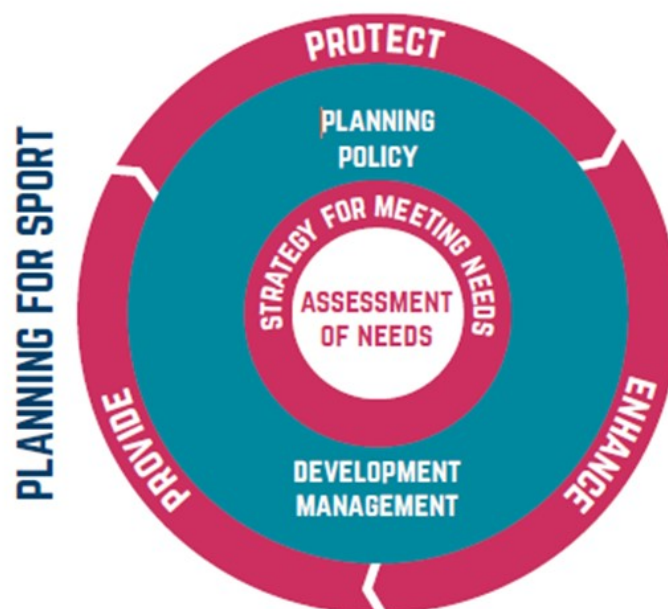 PLANNING FOR SPORT
PROTECT
PLANNING
POLICY
STRATEGY FOR MEETING NEEDS
ASSESSMENT
OF NEEDS
DEVELOPMENT
MANAGEMENT
PROVIDE
ENHANCE